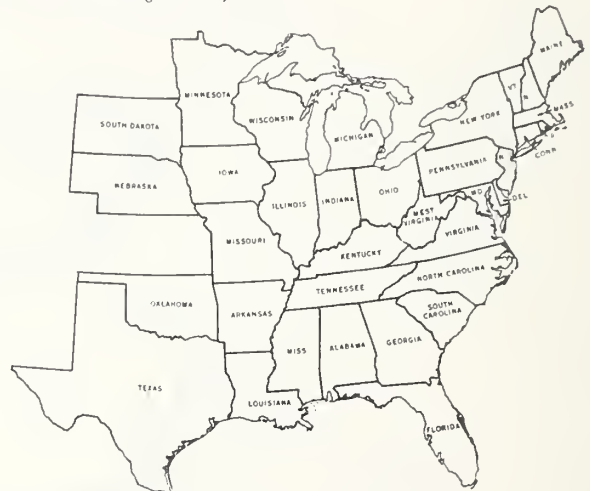 MAINE
VT
N
MASS
CONN
NEW YORK
MINNESOTA
WISCONSIN
MICHIGAN
SOUTH DAKOTA
IOWA
NEBRASKA
PENNSYLVANIA
N
MD
DEL
ILLINOIS
INDIANA
OHIO
WEST
VIRGINIA
VIRGINIA
MISSOURI
KENTUCKY
NORTH CAROLINA
TENNESSEE
SOUTH
CAROLINA
OKLAHOMA
ARKANSAS
MISS
ALABAMA
GEORGIA
TEXAS
LOUISIANA
FLORIDA